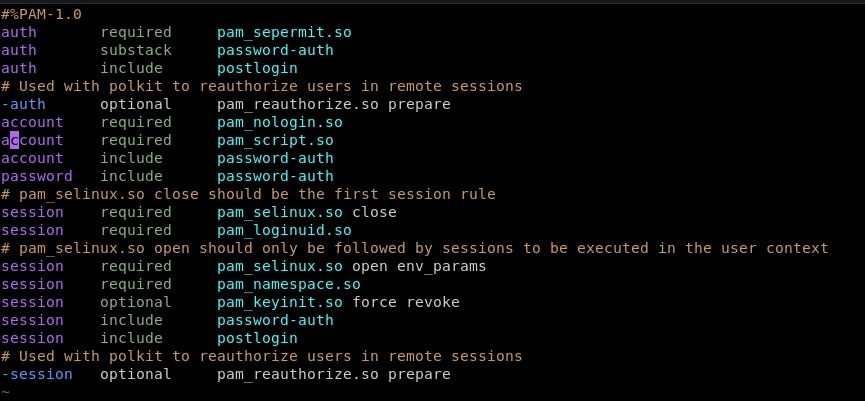 #%PAM-1.0
auth       required     pam_sepermit.so
auth       substack     password-auth
auth       include      postlogin
# Used with polkit to reauthorize users in remote sessions
-auth      optional     pam_reauthorize.so prepare
account    required     pam_nologin.so
account    required     pam_script.so
account    include      password-auth
password   include      password-auth
# pam_selinux.so close should be the first session rule
session    required     pam_selinux.so close
session    required     pam_loginuid.so
# pam_selinux.so open should only be followed by sessions to be executed in the user context
session    required     pam_selinux.so open env_params
session    required     pam_namespace.so
session    optional     pam_keyinit.so force revoke
session    include      password-auth
session    include      postlogin
# Used with polkit to reauthorize users in remote sessions
-session   optional     pam_reauthorize.so prepare
~